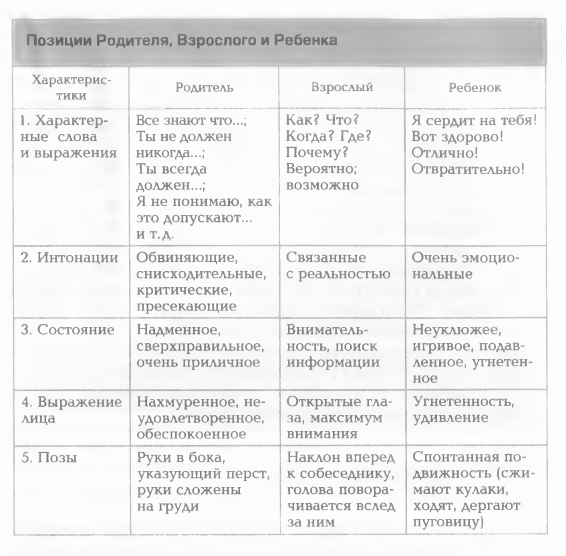 Позиции Родителя, Взрослого и Ребенка
Характерис-
тики
Родитель
Взрослый
Ребенок
1. Характер-
ные слова
и выражения
Все знают что...;
Ты не должен
никогда...;
Ты всегда
должен...;
Я не понимаю, как
это допускают...
и т.д.
Как? Что?
Когда? Где?
Почему?
Вероятно;
возможно
Я сердит на тебя!
Вот здорово!
Отлично!
Отвратительно!
2. Интонации
Обвиняющие,
снисходительные,
критические,
пресекающие
Связанные
с реальностью
Очень эмоцио-
нальные
3. Состояние
Надменное,
сверхправильное,
очень приличное
Вниматель-
ность, поиск
информации
Неуклюжее,
игривое, подав-
ленное, угнетен-
ное
4. Выражение
лица
Нахмуренное, не-
удовлетворенное,
обеспокоенное
Открытые гла-
за, максимум
внимания
Угнетенность,
удивление
5. Позы
Руки в бока,
указующий перст,
руки сложены
на груди
Наклон вперед
к собеседнику,
голова повора-
чивается вслед
за ним
Спонтанная по-
движность (сжи-
мают кулаки,
ходят, дергают
пуговицу)